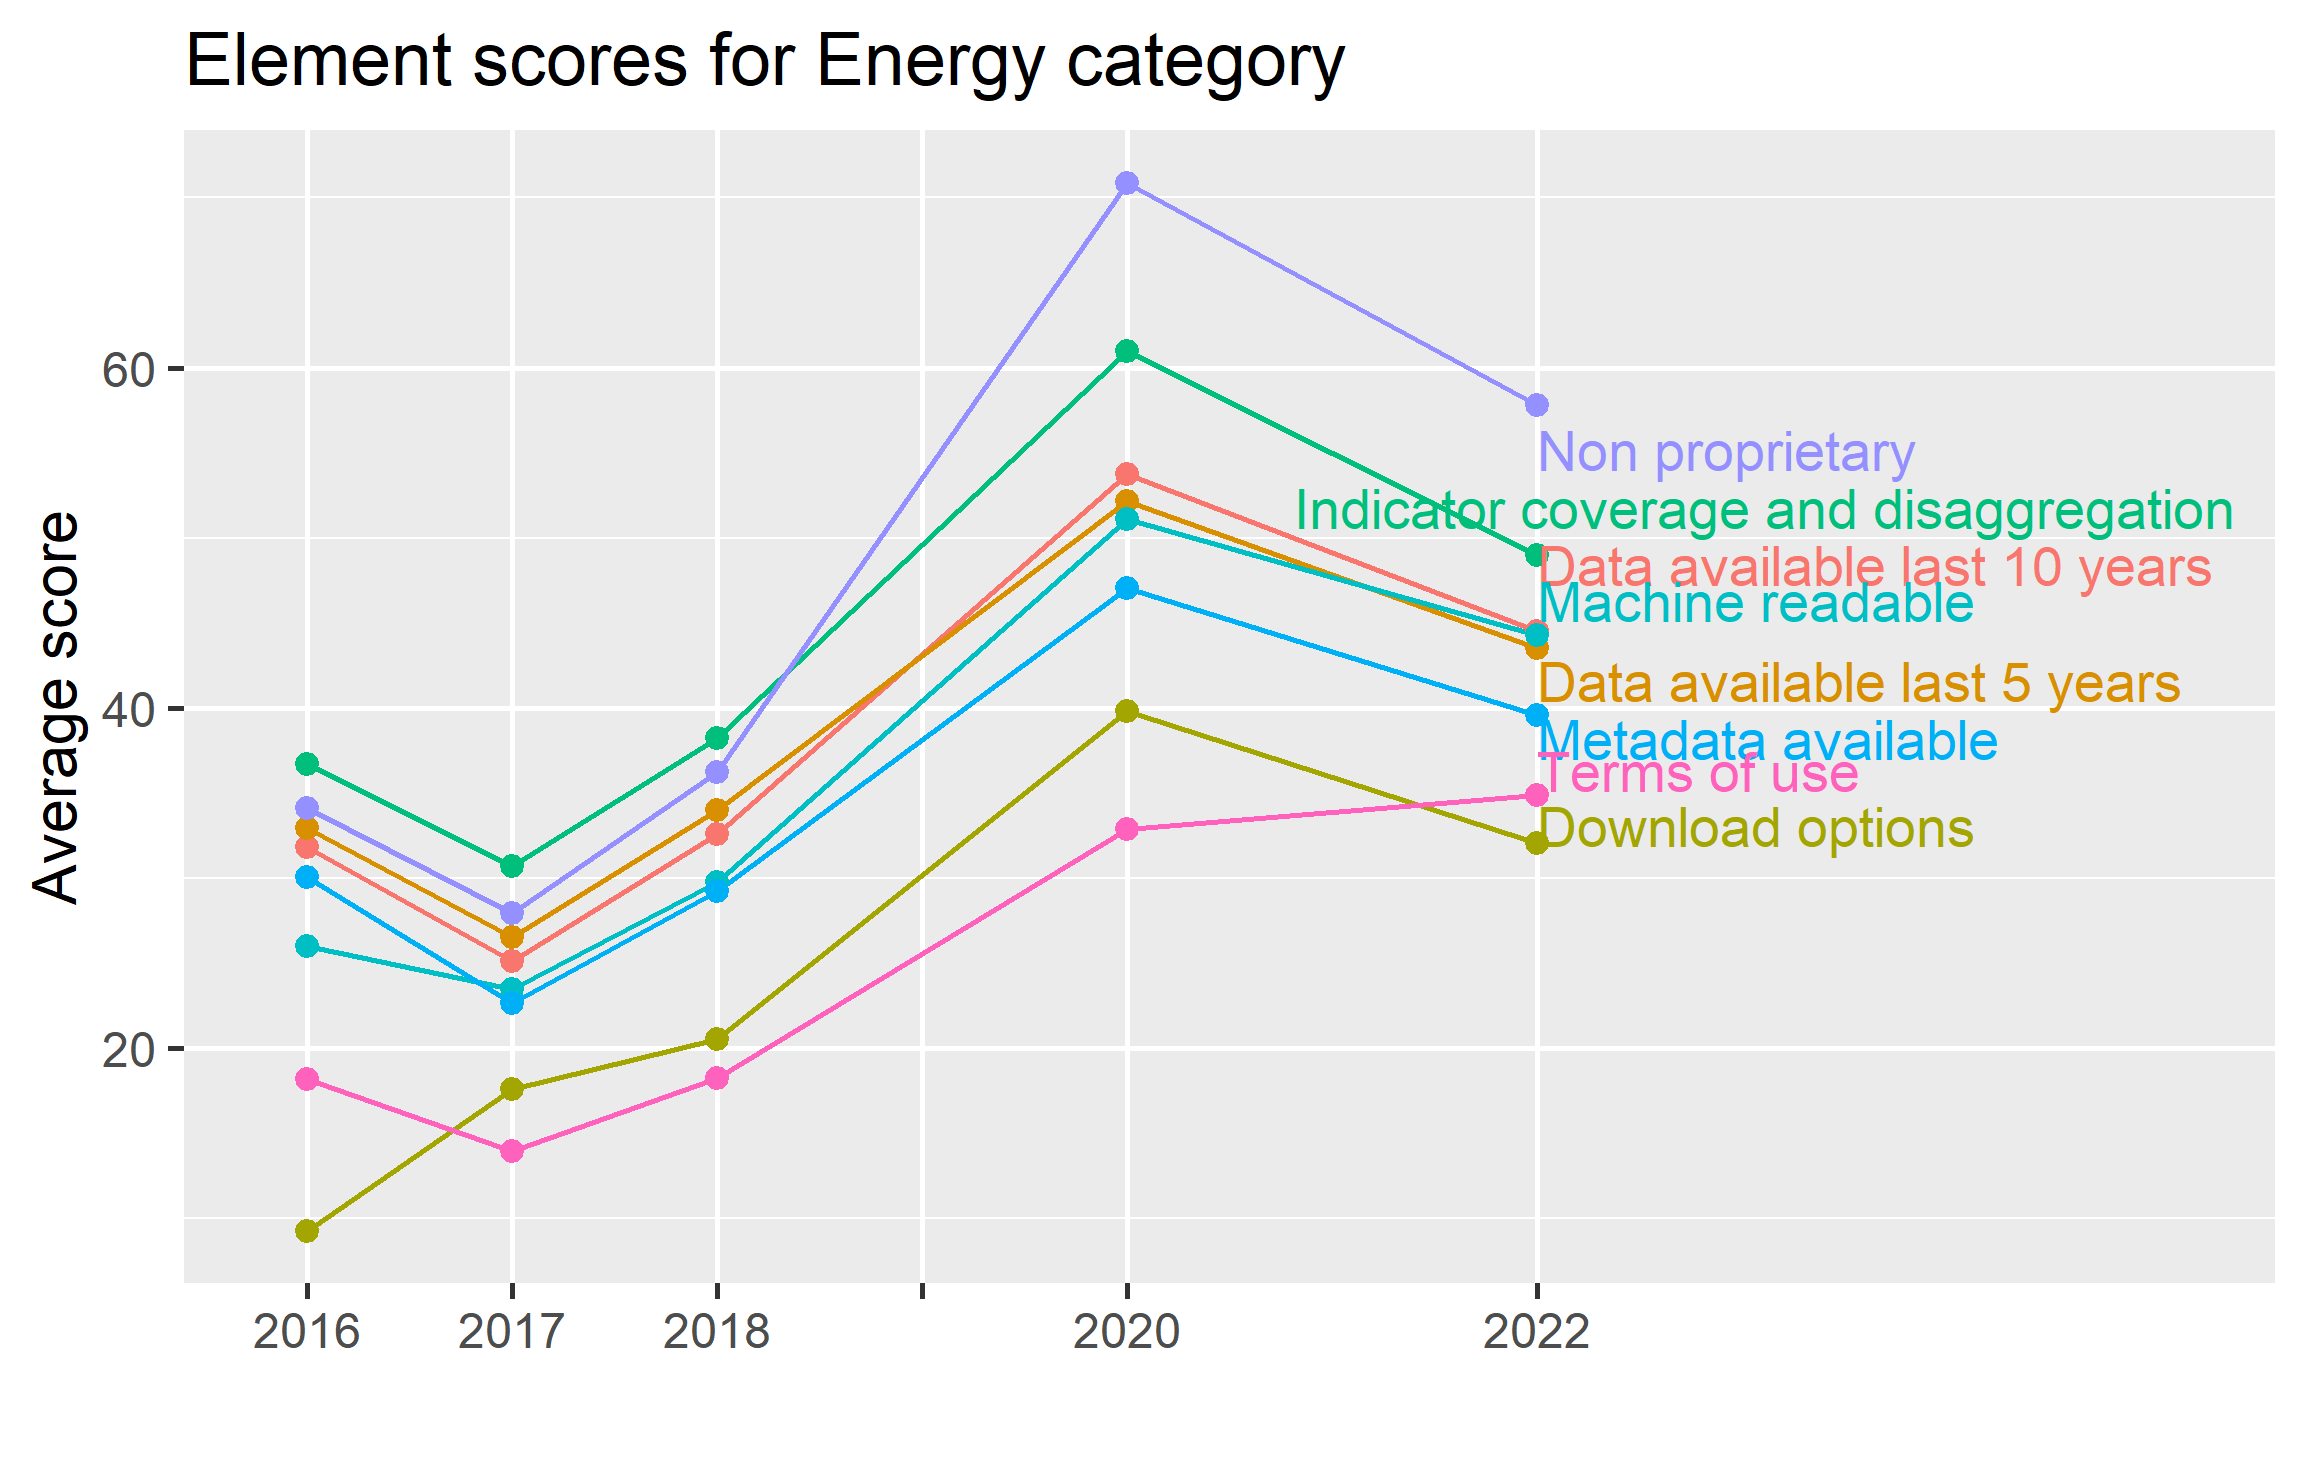 Element scores for Energy category
Average score
60
40
20
Non proprietary
Indicator coverage and disaggregation
Data available last 10 years
Machine readable
Data available last 5 years
Metadata available
Terms of use
Download options
2016 2017 2018 2020 2022